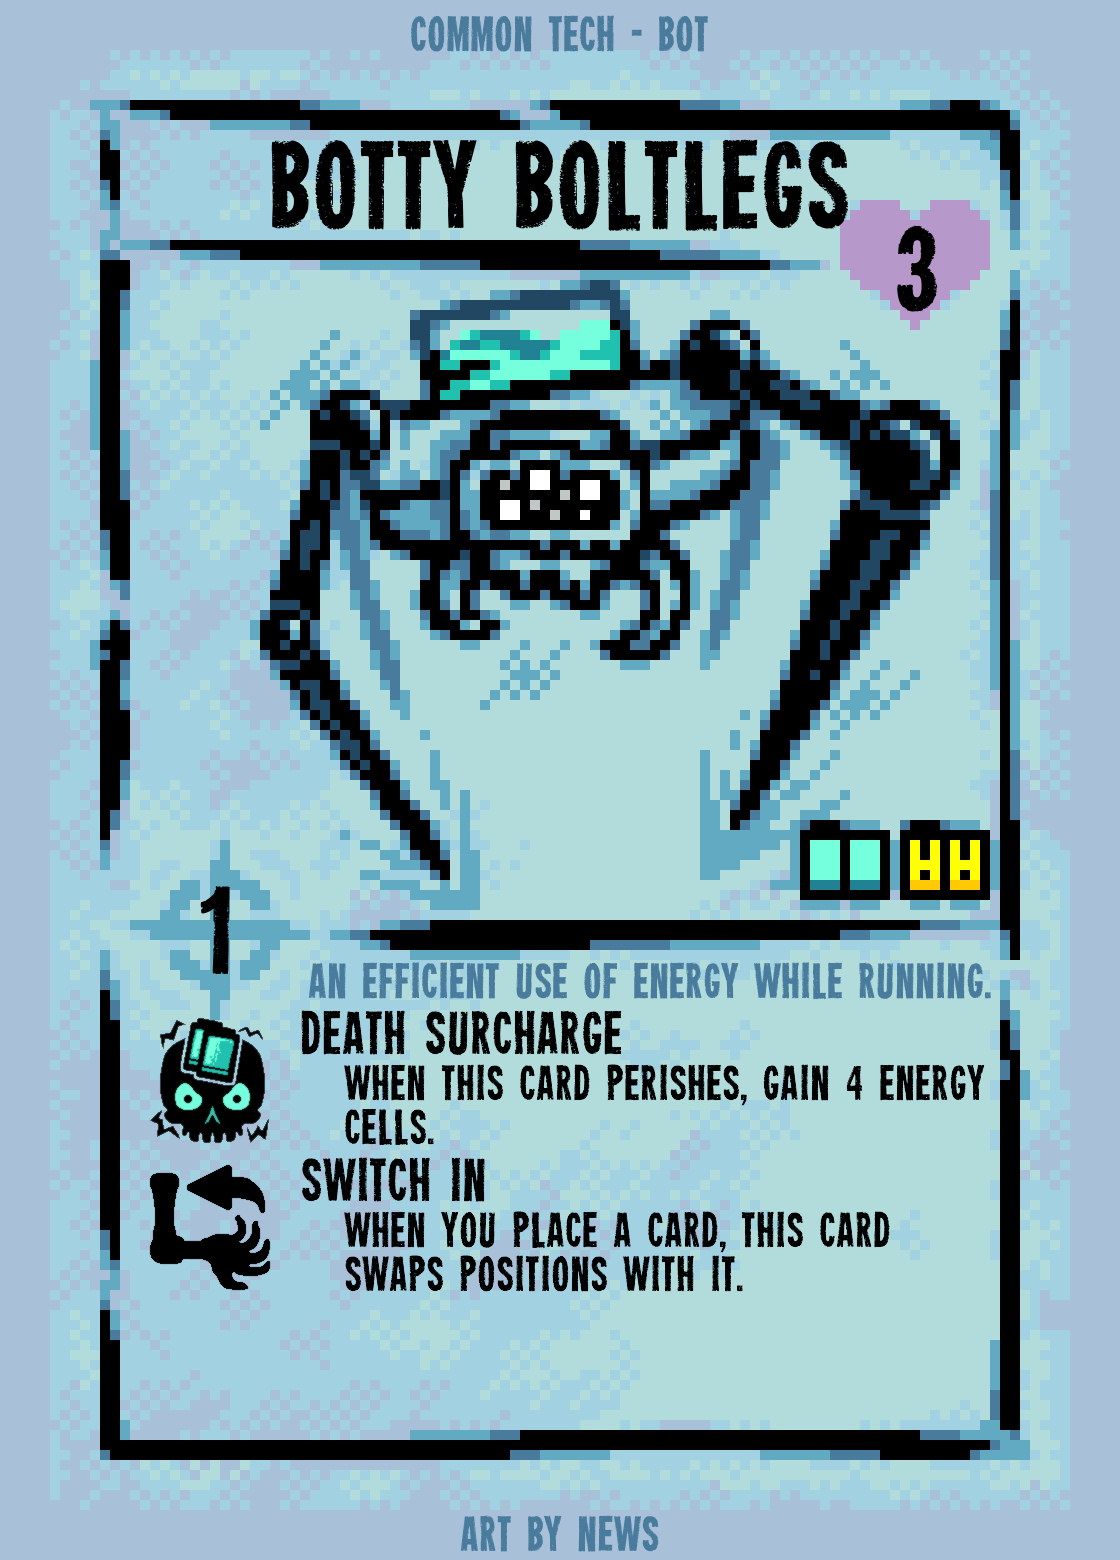 COMMON TECH - BOT
BOTTY BOLTLEGS
3
1
AN EFFICIENT USE OF ENERGY WHILE RUNNING.
DEATH SURCHARGE
WHEN THIS CARD PERISHES, GAIN 4 ENERGY
CELLS.
SWITCH IN
WHEN YOU PLACE A CARD, THIS CARD
SWAPS POSITIONS WITH IT.
ART BY NEWS